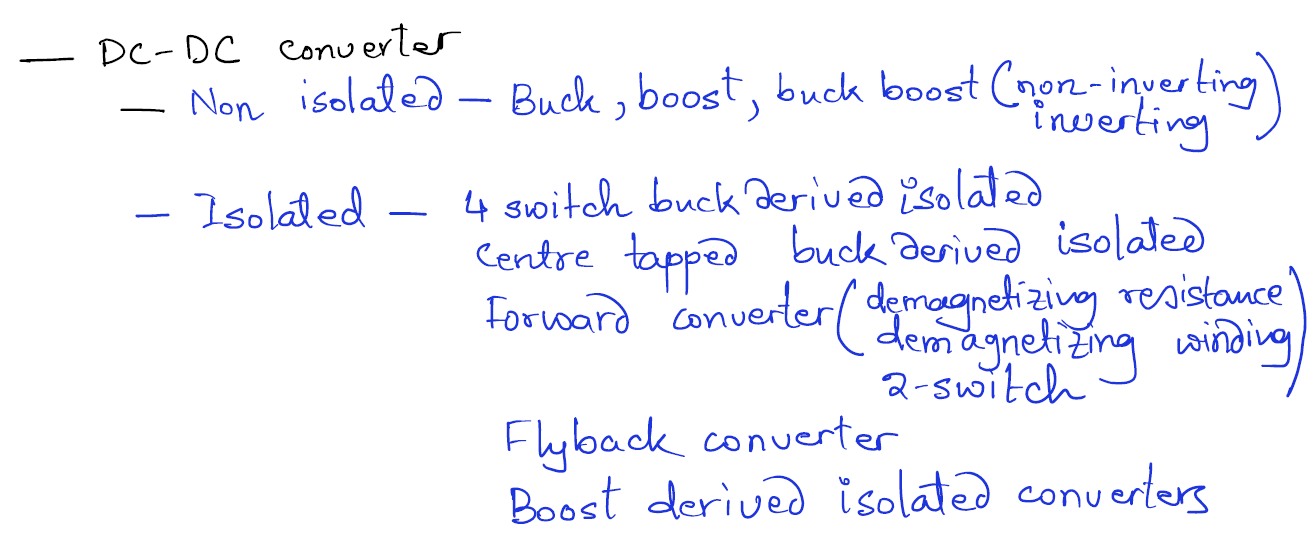 — DC-DC converter
— Non isolated — Buck, boost, buck boost (non-inverting
inverting)
— Isolated — 4 switch buck derived isolated
Centre tapped buck derived isolated
Forward converter (demagnetizing resistance
demagnetizing winding
2-switch)
Flyback converter
Boost derived isolated converters